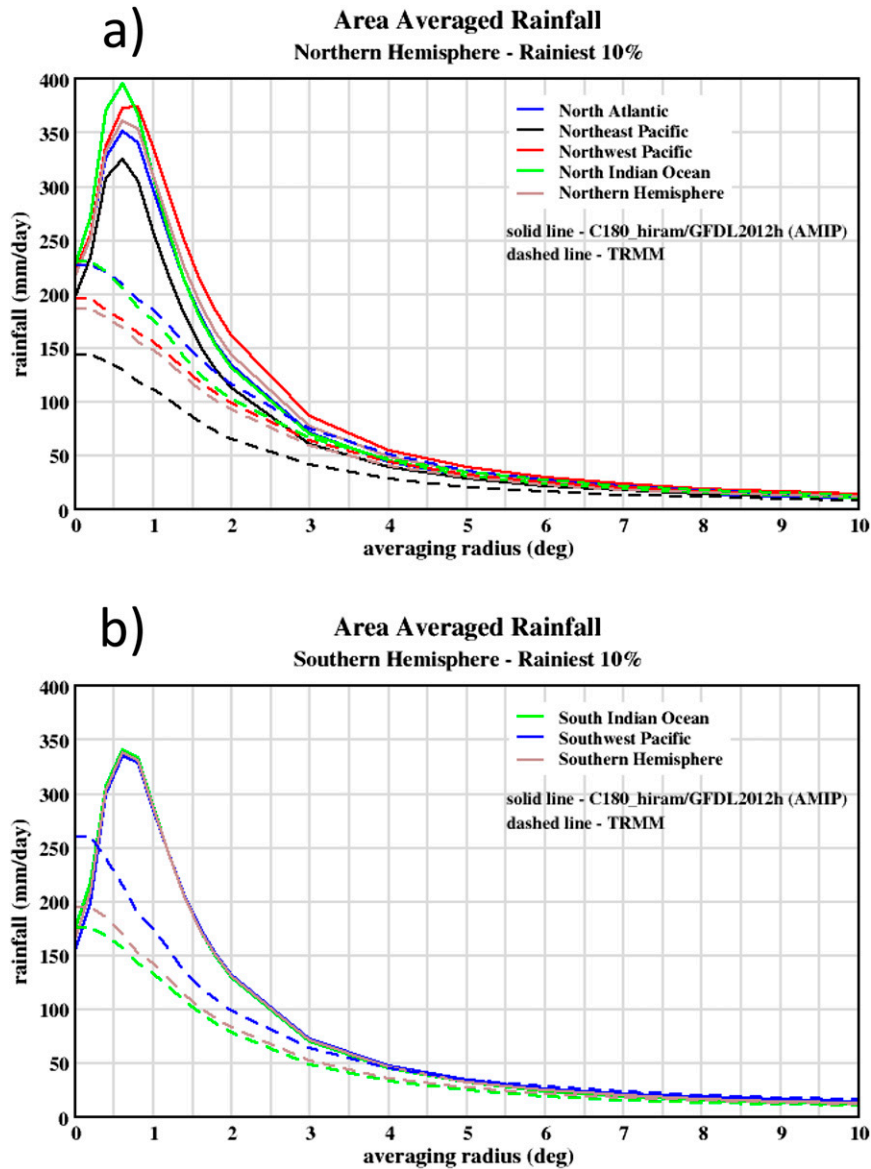 a)
Area Averaged Rainfall
Northern Hemisphere - Rainiest 10%
400
350
300
250
200
150
100
50
0
rainfall (mm/day)
North Atlantic
Northeast Pacific
Northwest Pacific
North Indian Ocean
Northern Hemisphere
solid line - C180_hiram/GFDL2012h (AMIP)
dashed line - TRMM
0 1 2 3 4 5 6 7 8 9 10
averaging radius (deg)
b)
Area Averaged Rainfall
Southern Hemisphere - Rainiest 10%
400
350
300
250
200
150
100
50
0
rainfall (mm/day)
South Indian Ocean
Southwest Pacific
Southern Hemisphere
solid line - C180_hiram/GFDL2012h (AMIP)
dashed line - TRMM
0 1 2 3 4 5 6 7 8 9 10
averaging radius (deg)